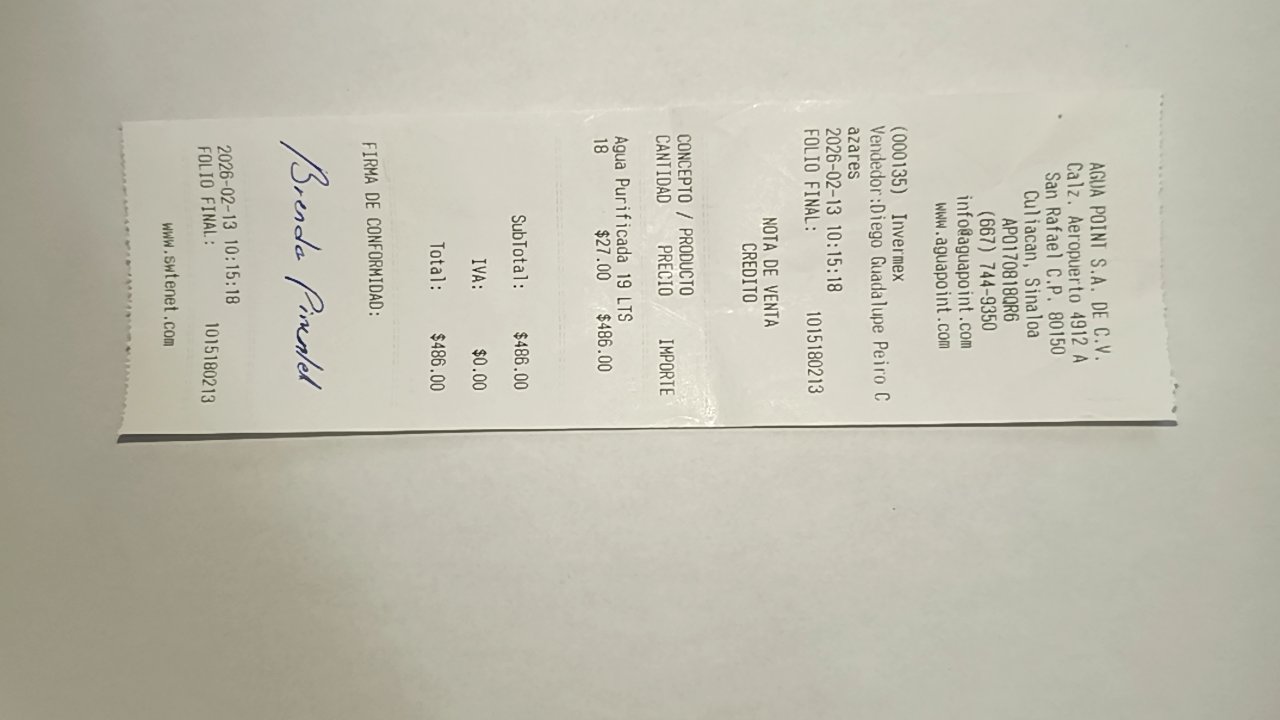 AGUA POINT S.A. DE C.V.
Calz. Aeropuerto 4912 A
San Rafael C.P. 80150
Culiacan, Sinaloa
APO170818QR6
(667) 744-9350
info@aguapoint.com
www.aguapoint.com
(000135) Invermex
Vendedor:Diego Guadalupe Peiro C
azares
2026-02-13 10:15:18
FOLIO FINAL: 1015180213
NOTA DE VENTA
CREDITO
CONCEPTO / PRODUCTO
CANTIDAD PRECIO IMPORTE
Agua Purificada 19 LTS
18 $27.00 $486.00
SubTotal: $486.00
IVA: $0.00
Total: $486.00
FIRMA DE CONFORMIDAD:
Brenda Pimentel
2026-02-13 10:15:18
FOLIO FINAL: 1015180213
www.swtenet.com